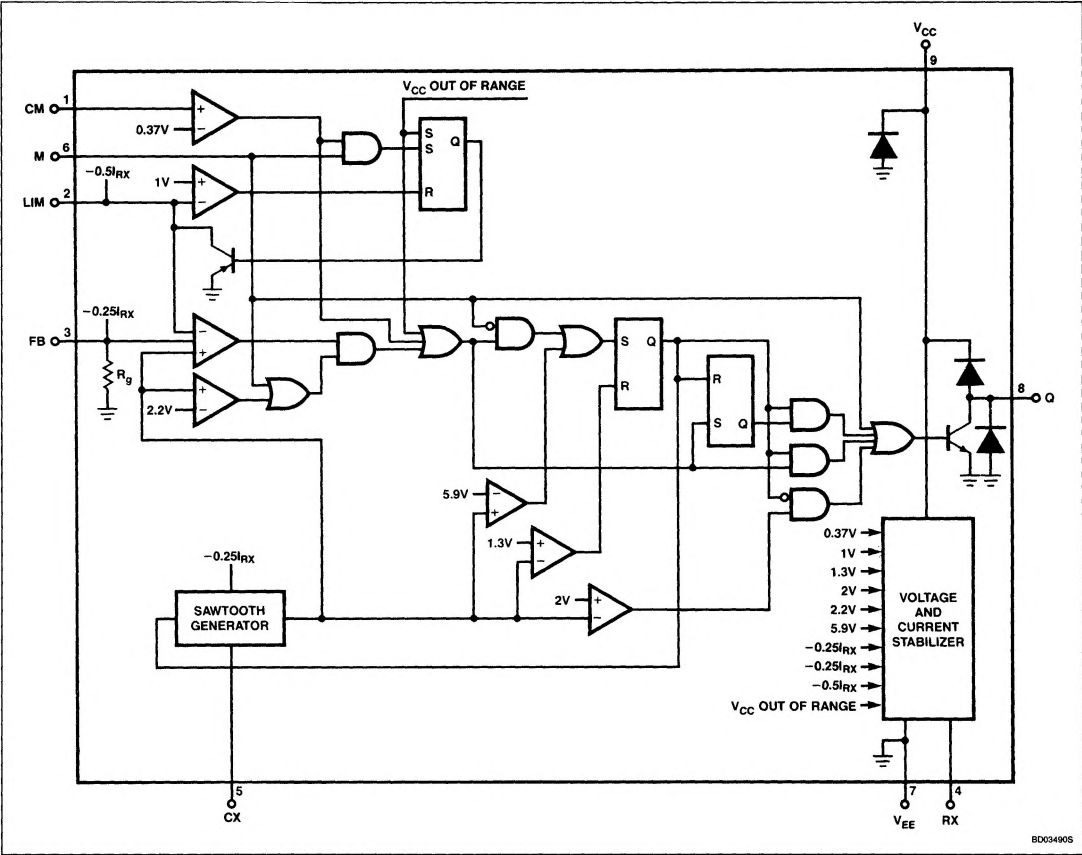 VCC
9
VCC OUT OF RANGE
CM 1
+
0.37V −
S
S Q
R
M 6
−0.5IRX
1V +
LIM 2
−
−0.25IRX
FB 3
−
+
Rg
+
2.2V −
S Q
R
R
S Q
8 Q
5.9V −
+
1.3V +
−
2V +
−
−0.25IRX
SAWTOOTH
GENERATOR
0.37V
1V
1.3V
2V
2.2V
5.9V
−0.25IRX
−0.25IRX
−0.5IRX
VCC OUT OF RANGE
VOLTAGE
AND
CURRENT
STABILIZER
5
CX
7
VEE
4
RX
BD03490S